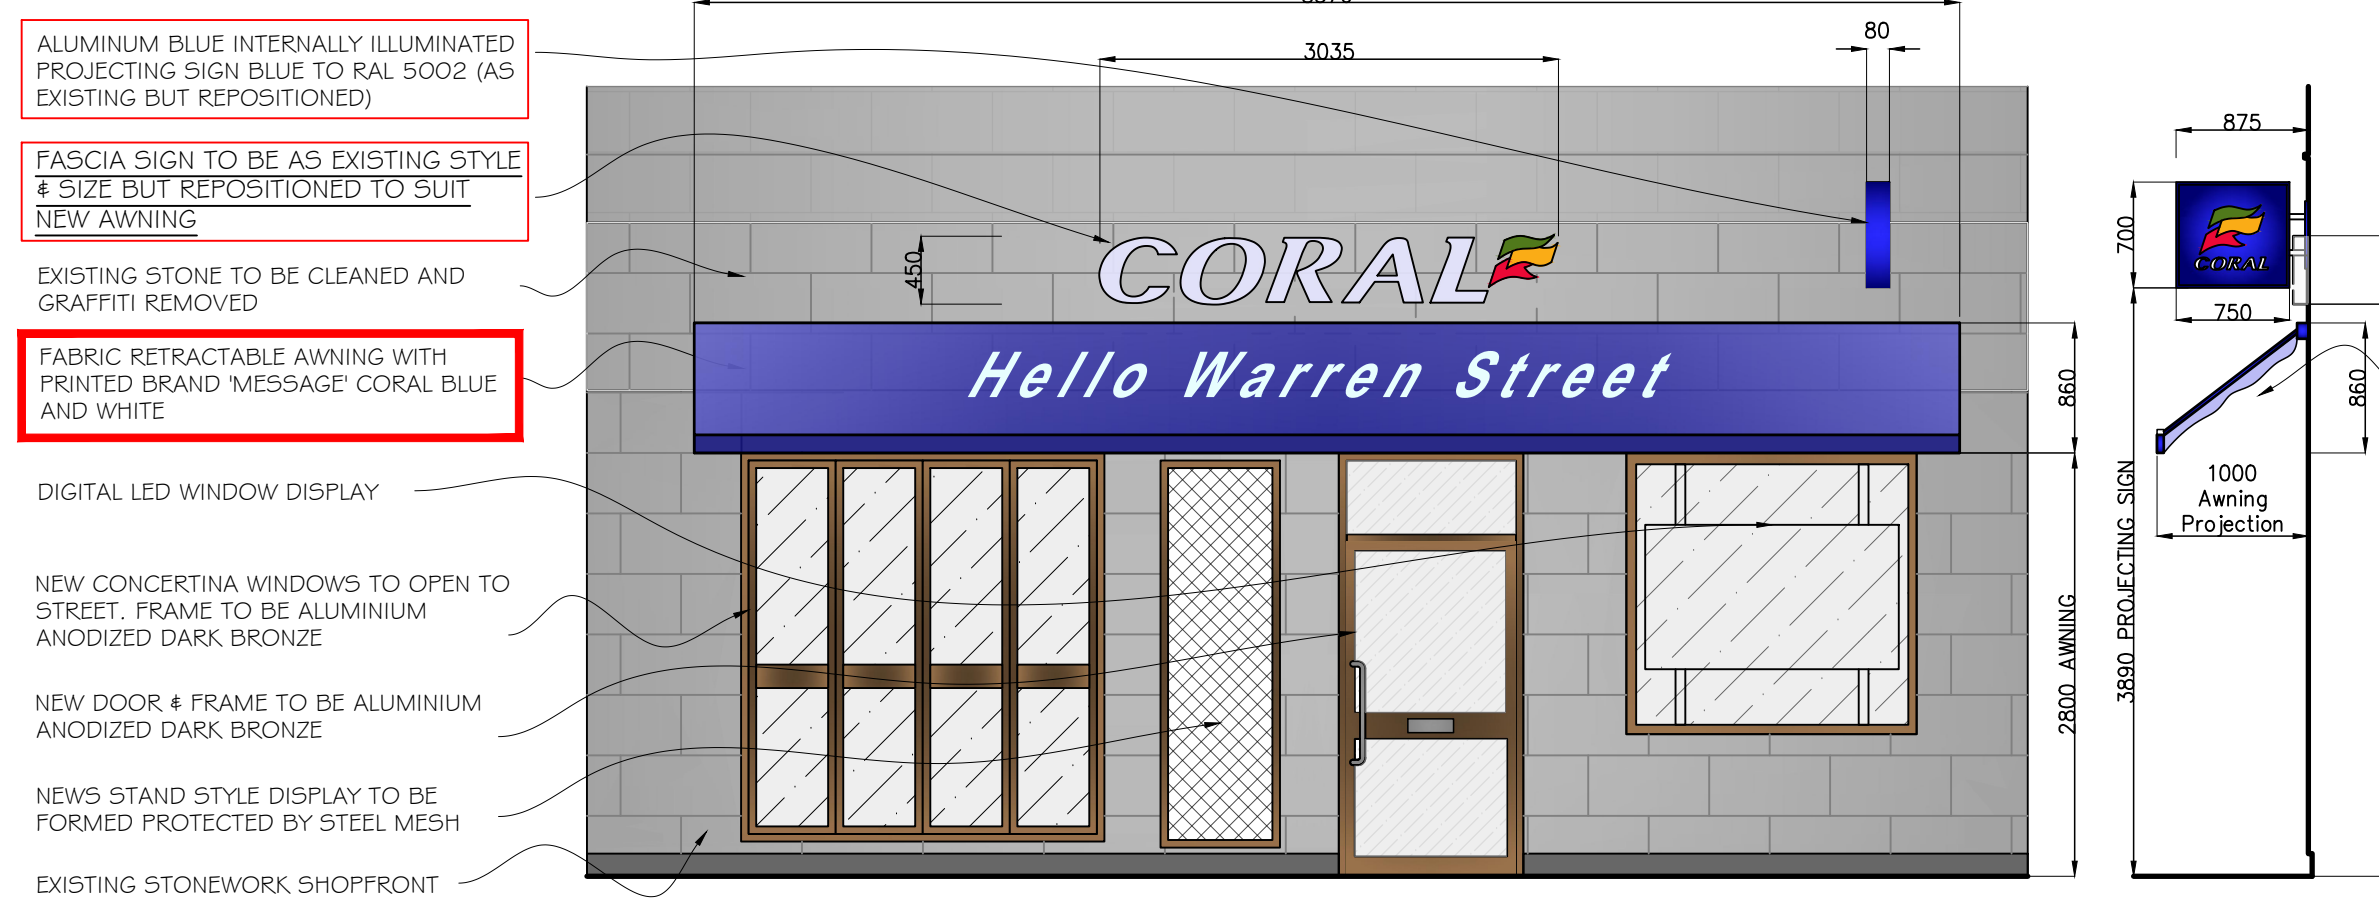 ALUMINUM BLUE INTERNALLY ILLUMINATED
PROJECTING SIGN BLUE TO RAL 5002 (AS
EXISTING BUT REPOSITIONED)
FASCIA SIGN TO BE AS EXISTING STYLE
& SIZE BUT REPOSITIONED TO SUIT
NEW AWNING
EXISTING STONE TO BE CLEANED AND
GRAFFITI REMOVED
FABRIC RETRACTABLE AWNING WITH
PRINTED BRAND 'MESSAGE' CORAL BLUE
AND WHITE
DIGITAL LED WINDOW DISPLAY
NEW CONCERTINA WINDOWS TO OPEN TO
STREET. FRAME TO BE ALUMINIUM
ANODIZED DARK BRONZE
NEW DOOR & FRAME TO BE ALUMINIUM
ANODIZED DARK BRONZE
NEWS STAND STYLE DISPLAY TO BE
FORMED PROTECTED BY STEEL MESH
EXISTING STONEWORK SHOPFRONT
3035
80
450
CORAL
Hello Warren Street
860
2800 AWNING
875
700
CORAL
750
860
1000
Awning
Projection
3890 PROJECTING SIGN